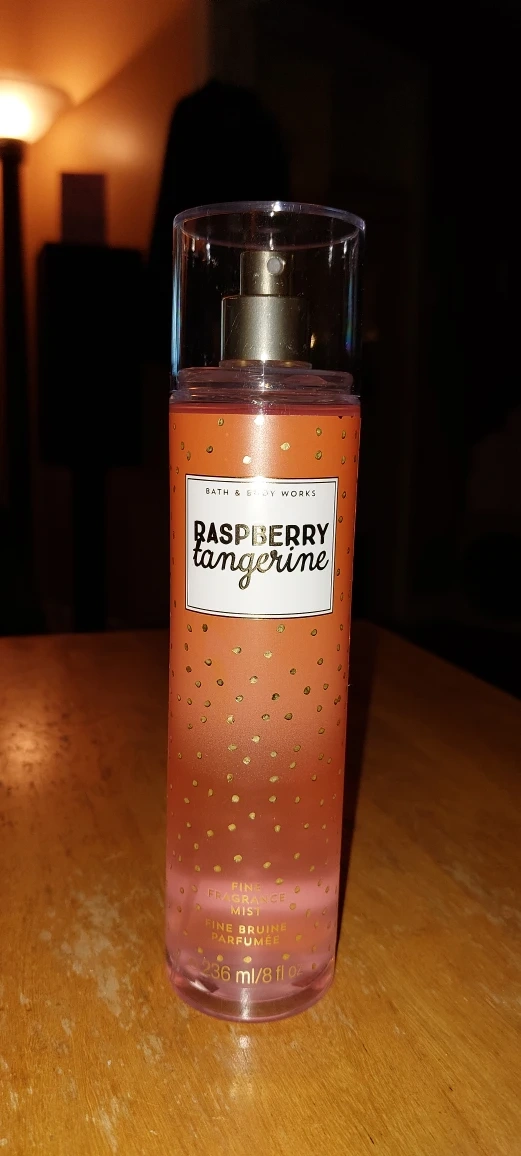 BATH & BODY WORKS
RASPBERRY
tangerine
FINE
FRAGRANCE
MIST
FINE BRUINE
PARFUMÉE
236 ml/8 fl oz